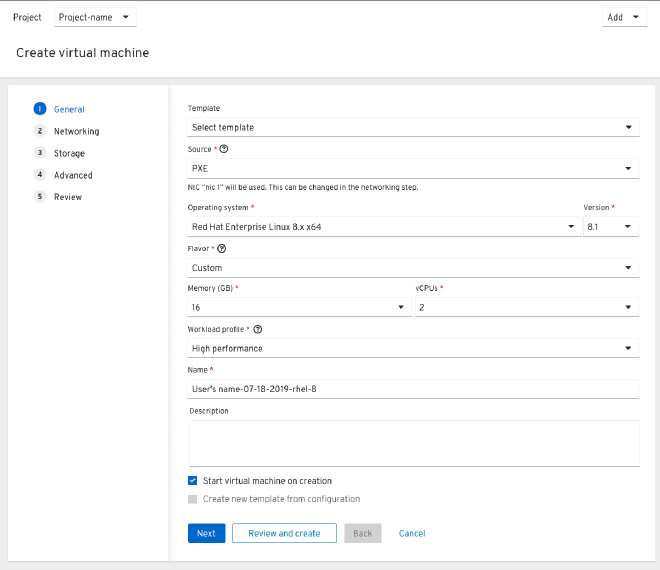 Project Project-name Add
Create virtual machine
1 General
2 Networking
3 Storage
4 Advanced
5 Review
Template
Select template
Source *
PXE
NIC "nic 1" will be used. This can be changed in the networking step.
Operating system * Version *
Red Hat Enterprise Linux 8.x x64 8.1
Flavor *
Custom
Memory (GB) * vCPUs *
16 2
Workload profile *
High performance
Name *
User's name-07-18-2019-rhel-8
Description
Start virtual machine on creation
Create new template from configuration
Next Review and create Back Cancel